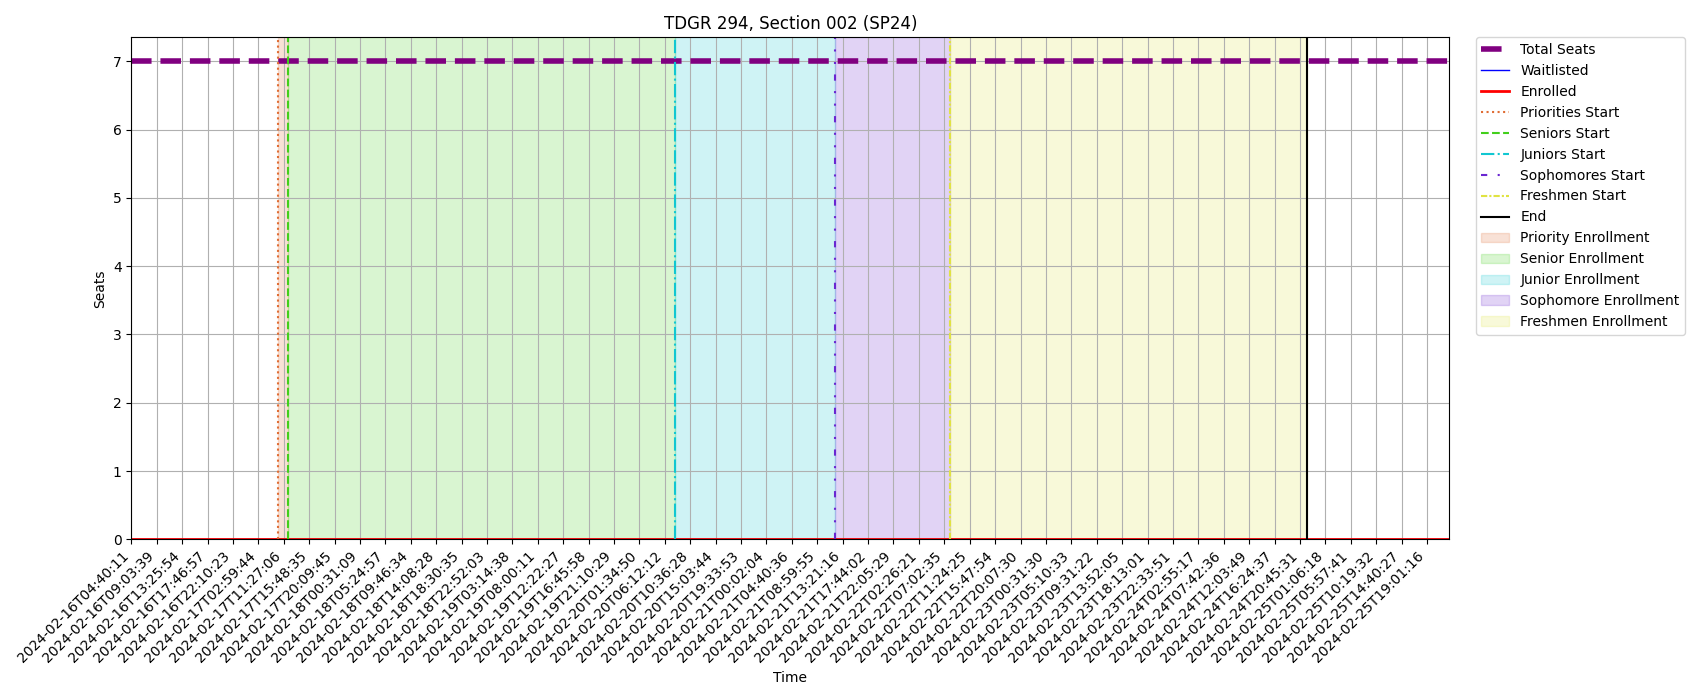 TDGR 294, Section 002 (SP24)
Seats
7
6
5
4
3
2
1
0
2024-02-16T04:40:11
2024-02-16T09:03:39
2024-02-16T13:25:54
2024-02-16T17:46:57
2024-02-16T22:10:23
2024-02-17T02:59:44
2024-02-17T11:27:06
2024-02-17T15:48:35
2024-02-17T20:09:45
2024-02-18T00:31:09
2024-02-18T05:24:57
2024-02-18T09:46:34
2024-02-18T14:08:28
2024-02-18T18:30:35
2024-02-18T22:52:03
2024-02-19T03:14:38
2024-02-19T08:00:11
2024-02-19T12:22:27
2024-02-19T16:45:58
2024-02-19T21:10:29
2024-02-20T01:34:50
2024-02-20T06:12:12
2024-02-20T10:36:28
2024-02-20T15:03:44
2024-02-20T19:33:53
2024-02-21T00:02:04
2024-02-21T04:40:36
2024-02-21T08:59:55
2024-02-21T13:21:16
2024-02-21T17:44:02
2024-02-21T22:05:29
2024-02-22T02:26:21
2024-02-22T07:02:35
2024-02-22T11:24:25
2024-02-22T15:47:54
2024-02-22T20:07:30
2024-02-23T00:31:30
2024-02-23T05:10:33
2024-02-23T09:31:22
2024-02-23T13:52:05
2024-02-23T18:13:01
2024-02-23T22:33:51
2024-02-24T02:55:17
2024-02-24T07:42:36
2024-02-24T12:03:49
2024-02-24T16:24:37
2024-02-24T20:45:31
2024-02-25T01:06:18
2024-02-25T05:57:41
2024-02-25T10:19:32
2024-02-25T14:40:27
2024-02-25T19:01:16
Time
Total Seats
Waitlisted
Enrolled
Priorities Start
Seniors Start
Juniors Start
Sophomores Start
Freshmen Start
End
Priority Enrollment
Senior Enrollment
Junior Enrollment
Sophomore Enrollment
Freshmen Enrollment